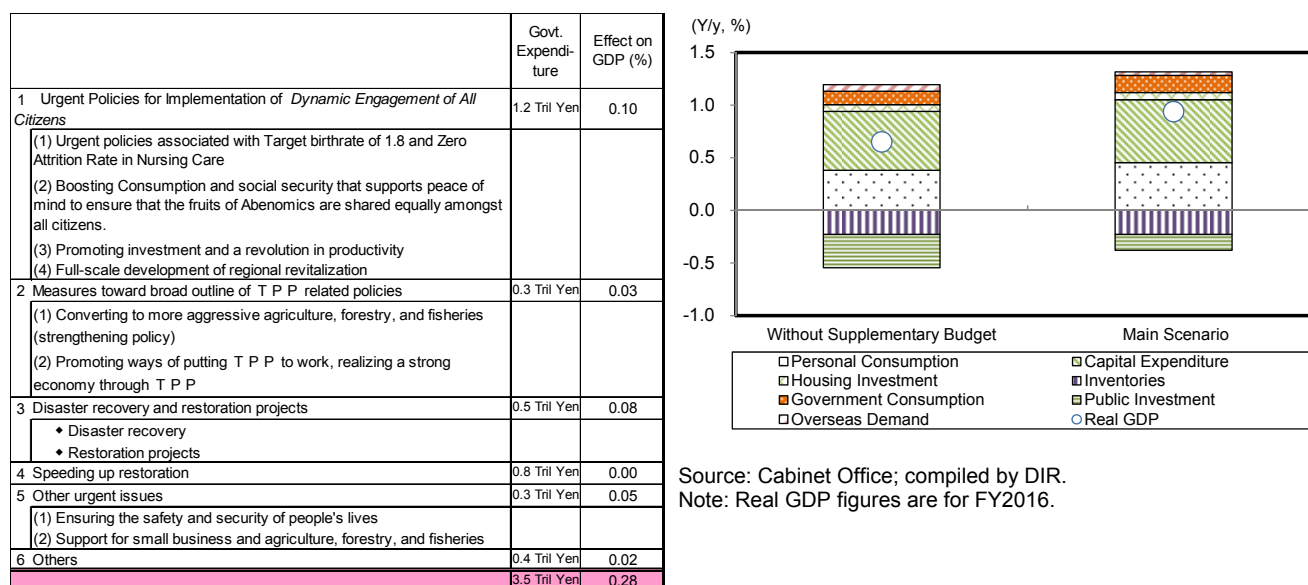 Govt.
Expendi-
ture
Effect on
GDP (%)
1 Urgent Policies for Implementation of Dynamic Engagement of All
Citizens
1.2 Tril Yen
0.10
(1) Urgent policies associated with Target birthrate of 1.8 and Zero
Attrition Rate in Nursing Care
(2) Boosting Consumption and social security that supports peace of
mind to ensure that the fruits of Abenomics are shared equally amongst
all citizens.
(3) Promoting investment and a revolution in productivity
(4) Full-scale development of regional revitalization
2 Measures toward broad outline of T P P related policies
0.3 Tril Yen
0.03
(1) Converting to more aggressive agriculture, forestry, and fisheries
(strengthening policy)
(2) Promoting ways of putting T P P to work, realizing a strong
economy through T P P
3 Disaster recovery and restoration projects
0.5 Tril Yen
0.08
◆ Disaster recovery
◆ Restoration projects
4 Speeding up restoration
0.8 Tril Yen
0.00
5 Other urgent issues
0.3 Tril Yen
0.05
(1) Ensuring the safety and security of people's lives
(2) Support for small business and agriculture, forestry, and fisheries
6 Others
0.4 Tril Yen
0.02
3.5 Tril Yen
0.28
(Y/y, %)
1.5
1.0
0.5
0.0
-0.5
-1.0
Without Supplementary Budget
Main Scenario
Personal Consumption
Capital Expenditure
Housing Investment
Inventories
Government Consumption
Public Investment
Overseas Demand
Real GDP
Source: Cabinet Office; compiled by DIR.
Note: Real GDP figures are for FY2016.